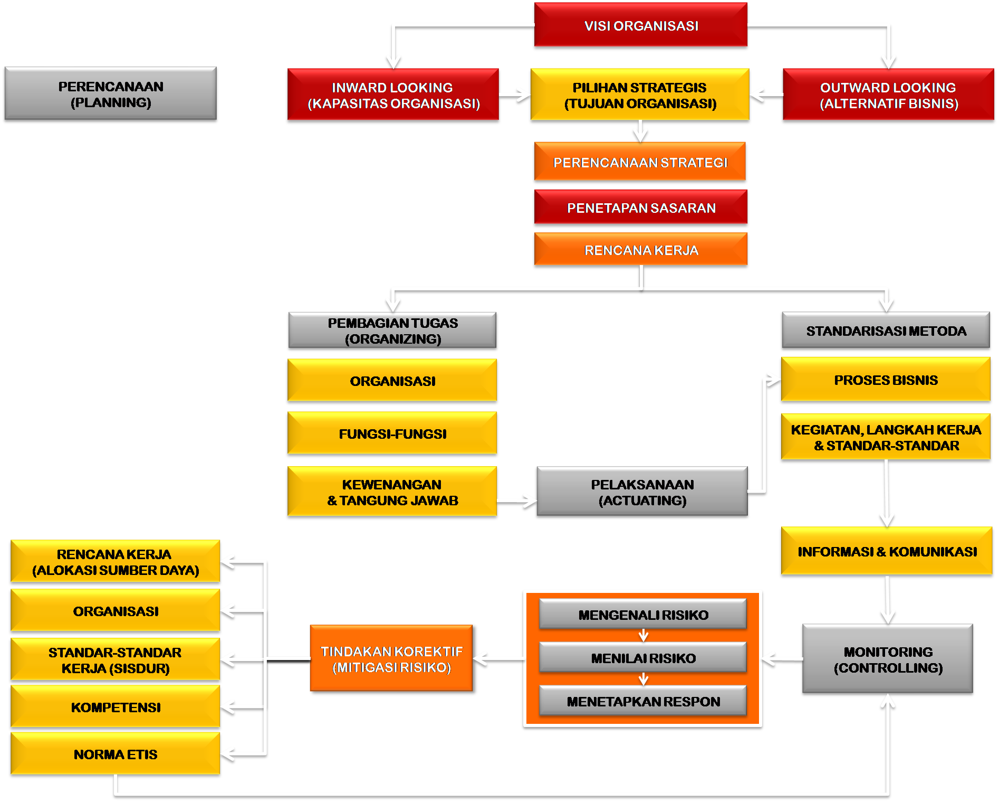 VISI ORGANISASI
PERENCANAAN
(PLANNING)
INWARD LOOKING
(KAPASITAS ORGANISASI)
PILIHAN STRATEGIS
(TUJUAN ORGANISASI)
OUTWARD LOOKING
(ALTERNATIF BISNIS)
PERENCANAAN STRATEGI
PENETAPAN SASARAN
RENCANA KERJA
PEMBAGIAN TUGAS
(ORGANIZING)
ORGANISASI
FUNGSI-FUNGSI
KEWENANGAN
& TANGUNG JAWAB
PELAKSANAAN
(ACTUATING)
STANDARISASI METODA
PROSES BISNIS
KEGIATAN, LANGKAH KERJA
& STANDAR-STANDAR
INFORMASI & KOMUNIKASI
MONITORING
(CONTROLLING)
MENGENALI RISIKO
MENILAI RISIKO
MENETAPKAN RESPON
TINDAKAN KOREKTIF
(MITIGASI RISIKO)
RENCANA KERJA
(ALOKASI SUMBER DAYA)
ORGANISASI
STANDAR-STANDAR
KERJA (SISDUR)
KOMPETENSI
NORMA ETIS